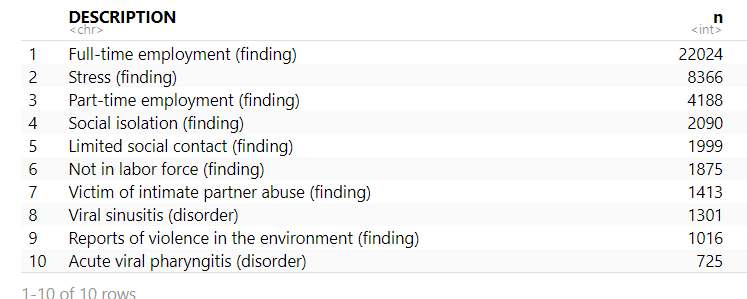 DESCRIPTION n
<chr> <int>
1 Full-time employment (finding) 22024
2 Stress (finding) 8366
3 Part-time employment (finding) 4188
4 Social isolation (finding) 2090
5 Limited social contact (finding) 1999
6 Not in labor force (finding) 1875
7 Victim of intimate partner abuse (finding) 1413
8 Viral sinusitis (disorder) 1301
9 Reports of violence in the environment (finding) 1016
10 Acute viral pharyngitis (disorder) 725
1-10 of 10 rows